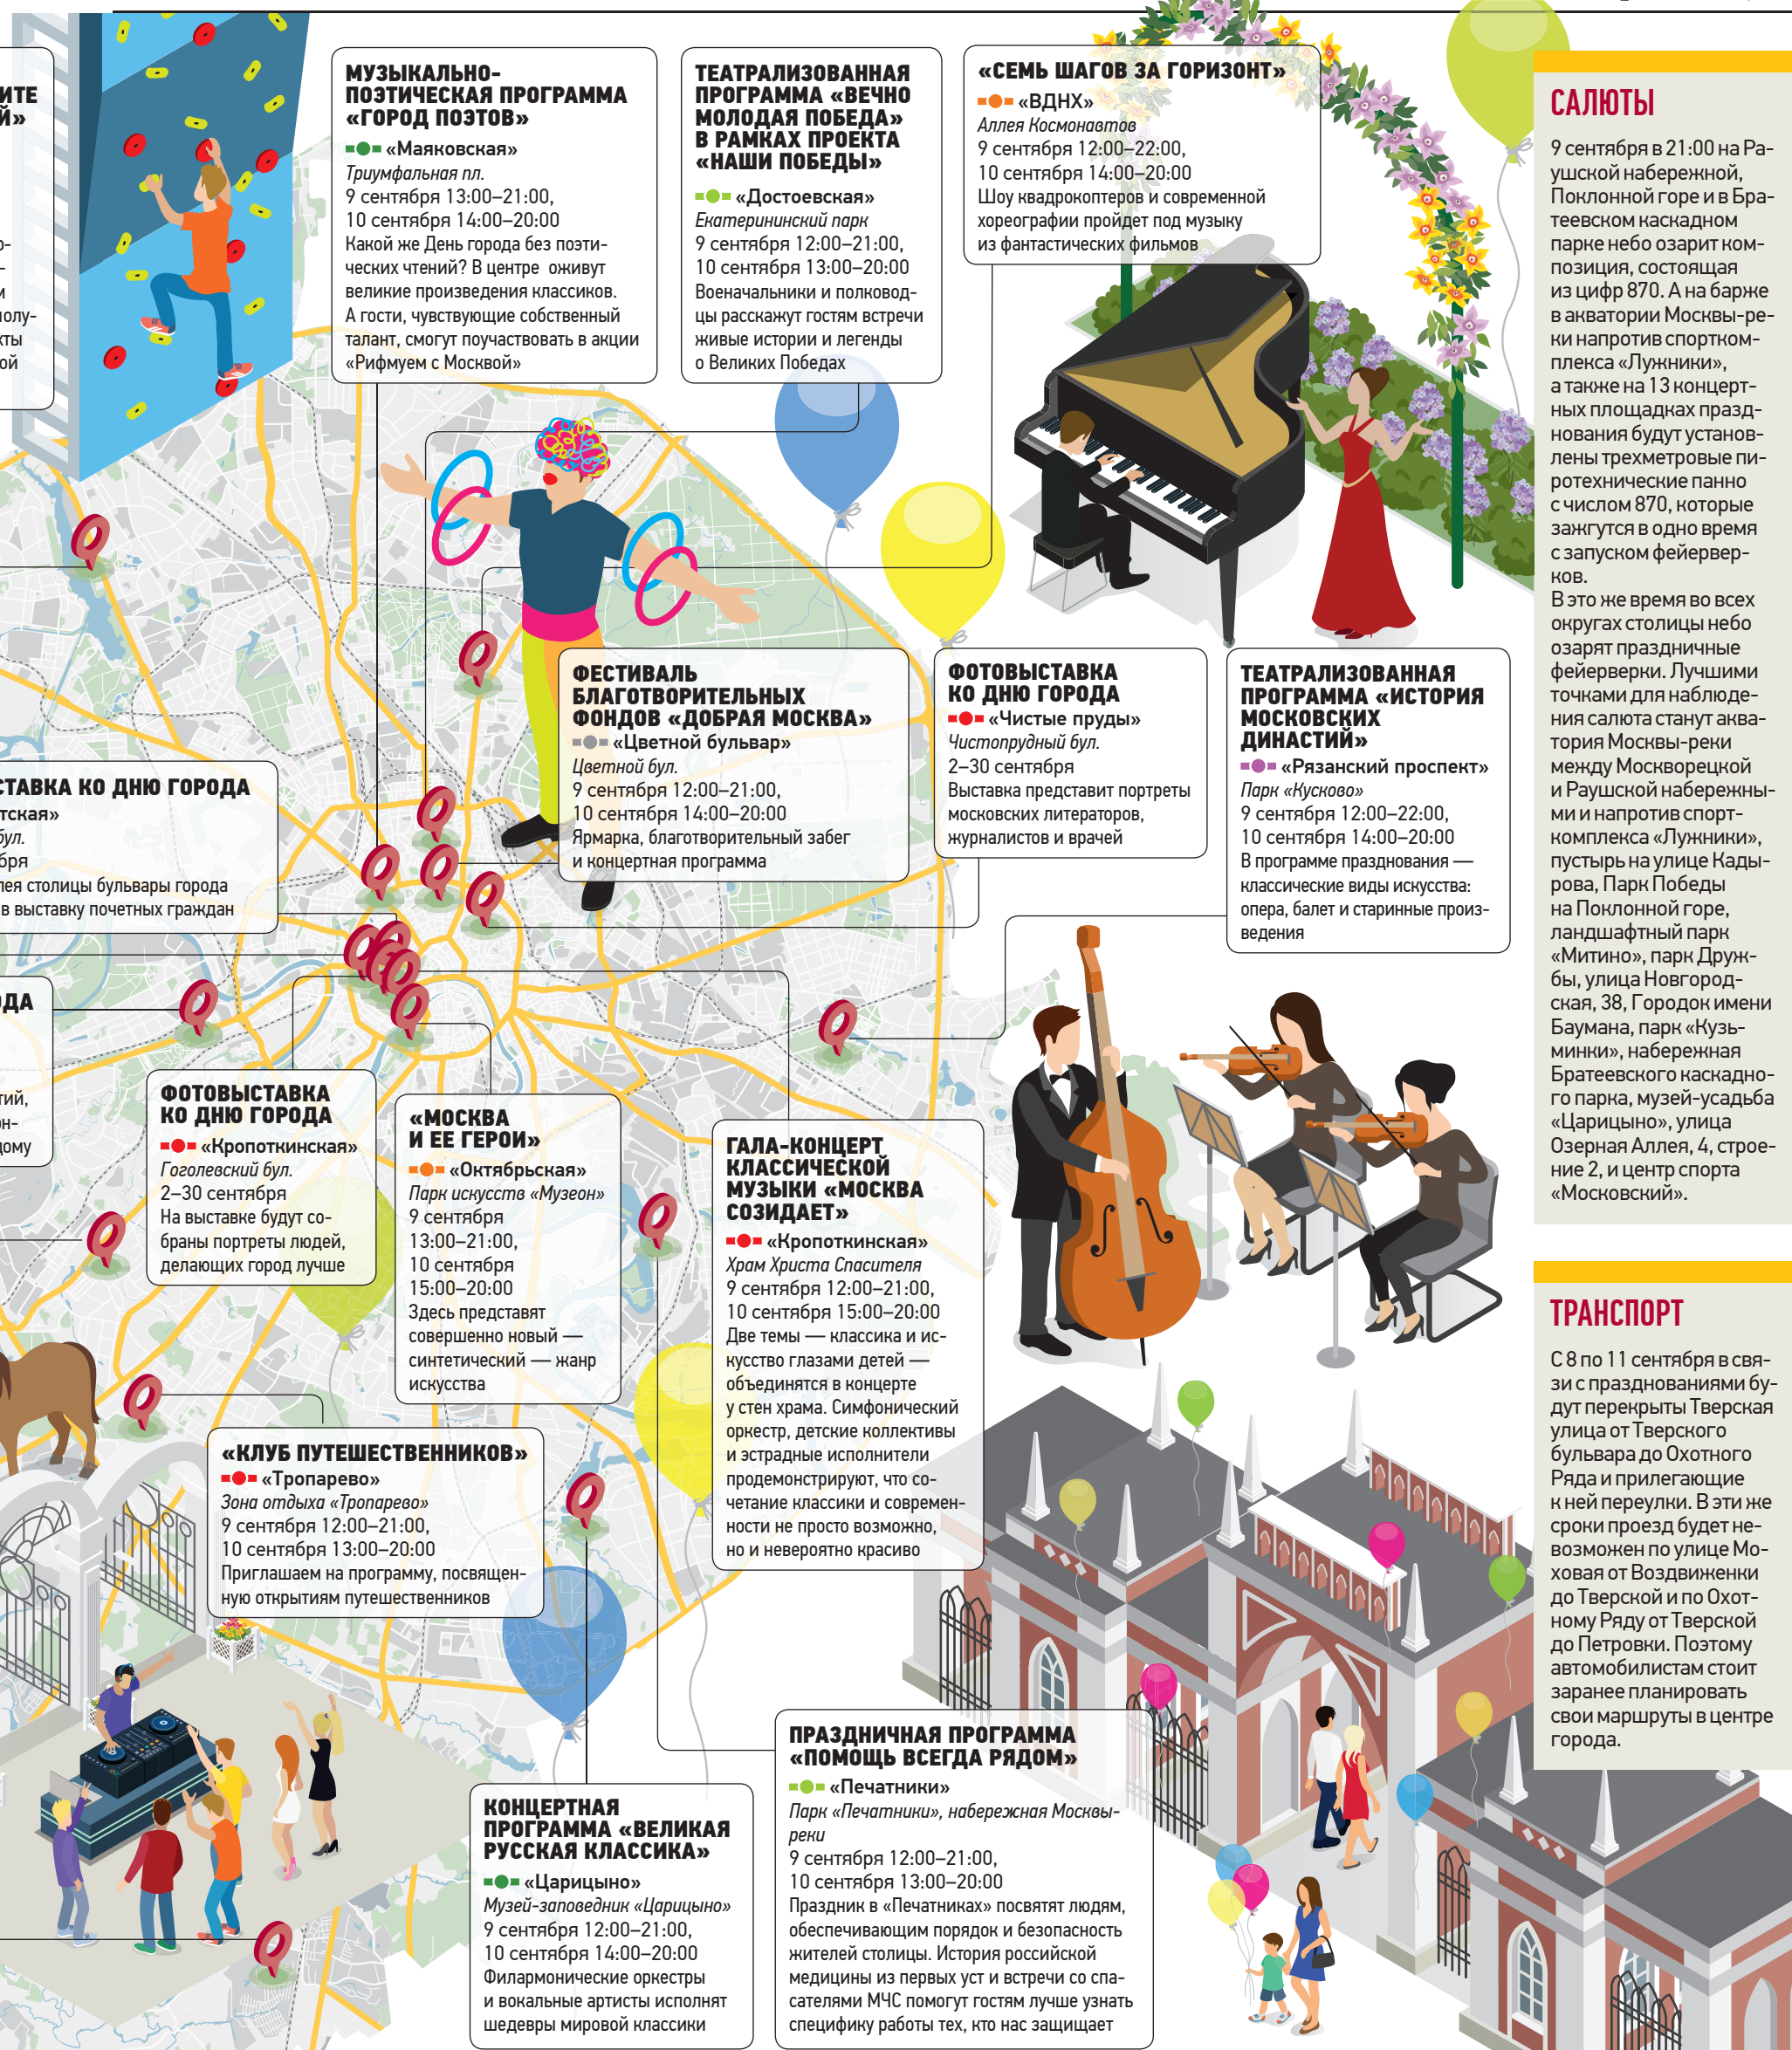 МУЗЫКАЛЬНО-
ПОЭТИЧЕСКАЯ ПРОГРАММА
«ГОРОД ПОЭТОВ»
«Маяковская»
Триумфальная пл.
9 сентября 13:00–21:00,
10 сентября 14:00–20:00
Какой же День города без поэти-
ческих чтений? В центре оживут
великие произведения классиков.
А гости, чувствующие собственный
талант, смогут поучаствовать в акции
«Рифмуем с Москвой»
ТЕАТРАЛИЗОВАННАЯ
ПРОГРАММА «ВЕЧНО
МОЛОДАЯ ПОБЕДА»
В РАМКАХ ПРОЕКТА
«НАШИ ПОБЕДЫ»
«Достоевская»
Екатерининский парк
9 сентября 12:00–21:00,
10 сентября 13:00–20:00
Военачальники и полковод-
цы расскажут гостям встречи
живые истории и легенды
о Великих Победах
«СЕМЬ ШАГОВ ЗА ГОРИЗОНТ»
«ВДНХ»
Аллея Космонавтов
9 сентября 12:00–22:00,
10 сентября 14:00–20:00
Шоу квадрокоптеров и современной
хореографии пройдет под музыку
из фантастических фильмов
ФЕСТИВАЛЬ
БЛАГОТВОРИТЕЛЬНЫХ
ФОНДОВ «ДОБРАЯ МОСКВА»
«Цветной бульвар»
Цветной бул.
9 сентября 12:00–21:00,
10 сентября 14:00–20:00
Ярмарка, благотворительный забег
и концертная программа
ФОТОВЫСТАВКА
КО ДНЮ ГОРОДА
«Чистые пруды»
Чистопрудный бул.
2–30 сентября
Выставка представит портреты
московских литераторов,
журналистов и врачей
ТЕАТРАЛИЗОВАННАЯ
ПРОГРАММА «ИСТОРИЯ
МОСКОВСКИХ
ДИНАСТИЙ»
«Рязанский проспект»
Парк «Кусково»
9 сентября 12:00–22:00,
10 сентября 14:00–20:00
В программе празднования —
классические виды искусства:
опера, балет и старинные произ-
ведения
СТАВКА КО ДНЮ ГОРОДА
тская»
бул.
бря
лея столицы бульвары города
в выставку почетных граждан
ФОТОВЫСТАВКА
КО ДНЮ ГОРОДА
«Кропоткинская»
Гоголевский бул.
2–30 сентября
На выставке будут со-
браны портреты людей,
делающих город лучше
«МОСКВА
И ЕЕ ГЕРОИ»
«Октябрьская»
Парк искусств «Музеон»
9 сентября
13:00–21:00,
10 сентября
15:00–20:00
Здесь представят
совершенно новый —
синтетический — жанр
искусства
ГАЛА-КОНЦЕРТ
КЛАССИЧЕСКОЙ
МУЗЫКИ «МОСКВА
СОЗИДАЕТ»
«Кропоткинская»
Храм Христа Спасителя
9 сентября 12:00–21:00,
10 сентября 15:00–20:00
Две темы — классика и ис-
кусство глазами детей —
объединятся в концерте
у стен храма. Симфонический
оркестр, детские коллективы
и эстрадные исполнители
продемонстрируют, что со-
четание классики и современ-
ности не просто возможно,
но и невероятно красиво
«КЛУБ ПУТЕШЕСТВЕННИКОВ»
«Тропарево»
Зона отдыха «Тропарево»
9 сентября 12:00–21:00,
10 сентября 13:00–20:00
Приглашаем на программу, посвящен-
ную открытиям путешественников
КОНЦЕРТНАЯ
ПРОГРАММА «ВЕЛИКАЯ
РУССКАЯ КЛАССИКА»
«Царицыно»
Музей-заповедник «Царицыно»
9 сентября 12:00–21:00,
10 сентября 14:00–20:00
Филармонические оркестры
и вокальные артисты исполнят
шедевры мировой классики
ПРАЗДНИЧНАЯ ПРОГРАММА
«ПОМОЩЬ ВСЕГДА РЯДОМ»
«Печатники»
Парк «Печатники», набережная Москвы-
реки
9 сентября 12:00–21:00,
10 сентября 13:00–20:00
Праздник в «Печатниках» посвятят людям,
обеспечивающим порядок и безопасность
жителей столицы. История российской
медицины из первых уст и встречи со спа-
сателями МЧС помогут гостям лучше узнать
специфику работы тех, кто нас защищает
САЛЮТЫ
9 сентября в 21:00 на Ра-
ушской набережной,
Поклонной горе и в Бра-
теевском каскадном
парке небо озарит ком-
позиция, состоящая
из цифр 870. А на барже
в акватории Москвы-ре-
ки напротив спортком-
плекса «Лужники»,
а также на 13 концерт-
ных площадках празд-
нования будут установ-
лены трехметровые пи-
ротехнические панно
с числом 870, которые
зажгутся в одно время
с запуском фейервер-
ков.
В это же время во всех
округах столицы небо
озарят праздничные
фейерверки. Лучшими
точками для наблюде-
ния салюта станут аква-
тория Москвы-реки
между Москворецкой
и Раушской набережны-
ми и напротив спорт-
комплекса «Лужники»,
пустырь на улице Кады-
рова, Парк Победы
на Поклонной горе,
ландшафтный парк
«Митино», парк Друж-
бы, улица Новгород-
ская, 38, Городок имени
Баумана, парк «Кузь-
минки», набережная
Братеевского каскадно-
го парка, музей-усадьба
«Царицыно», улица
Озерная Аллея, 4, строе-
ние 2, и центр спорта
«Московский».
ТРАНСПОРТ
С 8 по 11 сентября в свя-
зи с празднованиями бу-
дут перекрыты Тверская
улица от Тверского
бульвара до Охотного
Ряда и прилегающие
к ней переулки. В эти же
сроки проезд будет не-
возможен по улице Мо-
ховая от Воздвиженки
до Тверской и по Охот-
ному Ряду от Тверской
до Петровки. Поэтому
автомобилистам стоит
заранее планировать
свои маршруты в центре
города.